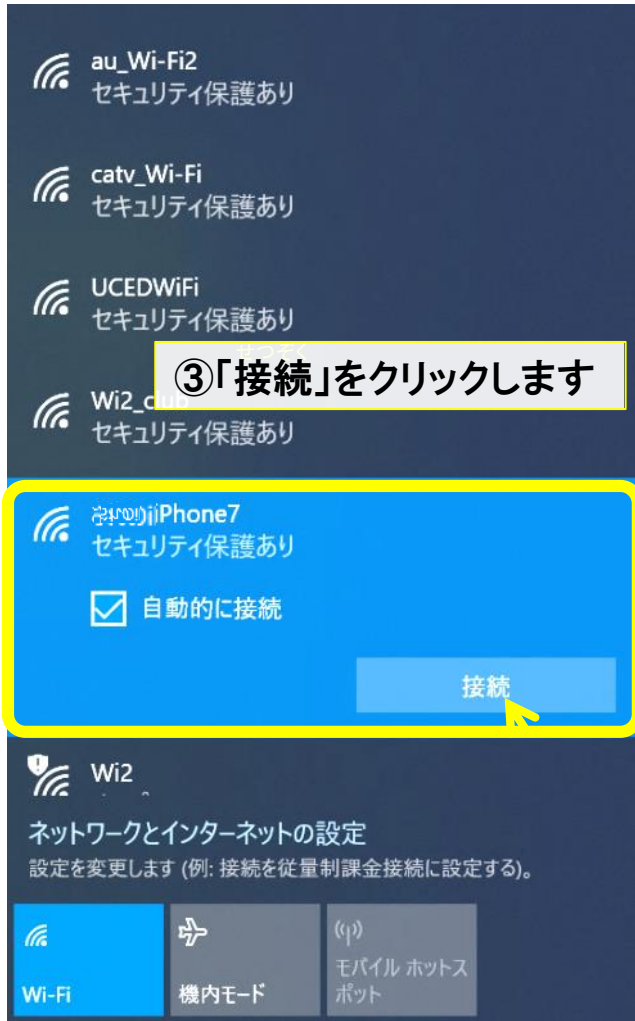 au_Wi-Fi2
セキュリティ保護あり
catv_Wi-Fi
セキュリティ保護あり
UCEDWiFi
セキュリティ保護あり
せつぞく
③「接続」をクリックします
Wi2_club
セキュリティ保護あり
iPhone7
セキュリティ保護あり
自動的に接続
接続
Wi2
ネットワークとインターネットの設定
設定を変更します (例: 接続を従量制課金接続に設定する)。
Wi-Fi
機内モード
モバイル ホットス
ポット